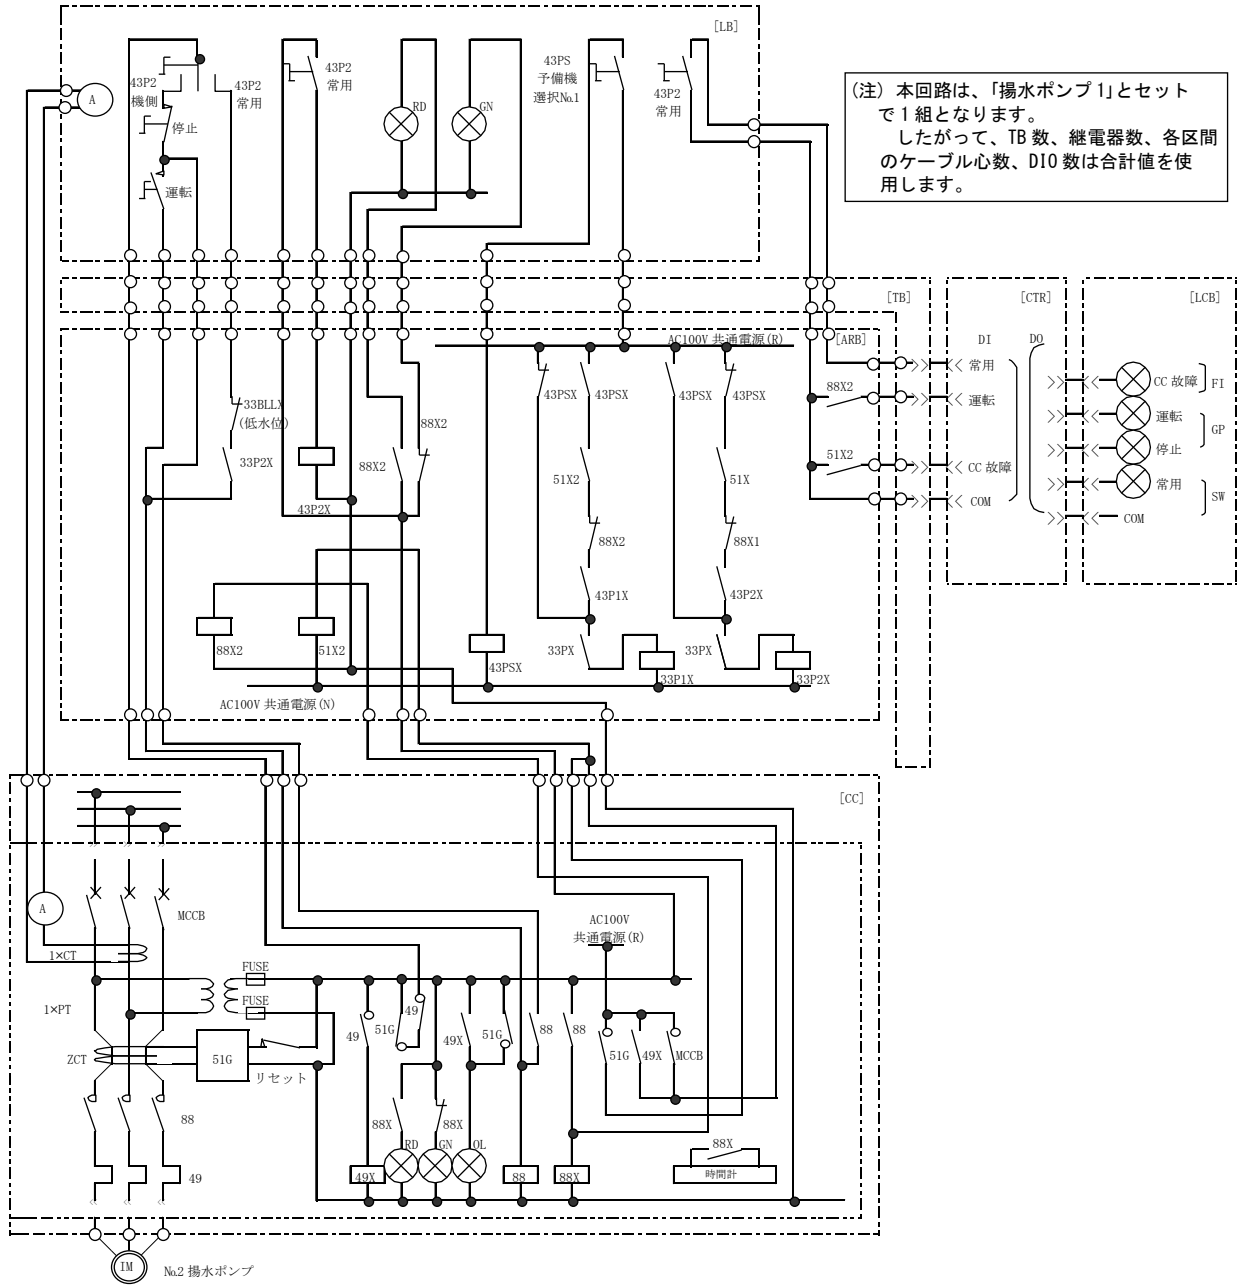 [LB]
43P2
機側
停止
運転
43P2
常用
43P2
常用
RD
GN
43PS
予備機
選択№1
43P2
常用
A
(注) 本回路は、「揚水ポンプ1」とセット
で1組となります。
したがって、TB数、継電器数、各区間
のケーブル心数、DIO数は合計値を使
用します。
[TB]
[CTR]
[LCB]
AC100V 共通電源(R)
[ARB]
DI
DO
常用
運転
CC 故障
COM
CC 故障
FI
運転
GP
停止
常用
SW
COM
88X2
51X2
33BLLX
(低水位)
33P2X
43P2X
88X2
88X2
43PSX
43PSX
43PSX
43PSX
51X2
51X
88X2
88X1
43P1X
43P2X
33PX
33PX
88X2
51X2
43PSX
33P1X
33P2X
AC100V 共通電源(N)
[CC]
A
MCCB
1×CT
AC100V
共通電源(R)
FUSE
FUSE
1×PT
ZCT
51G
リセット
49
51G
49
49X
51G
88
88
51G
49X
MCCB
88
88X
88X
RD
GN
OL
88X
49
49X
88
88X
時間計
IM
№2 揚水ポンプ